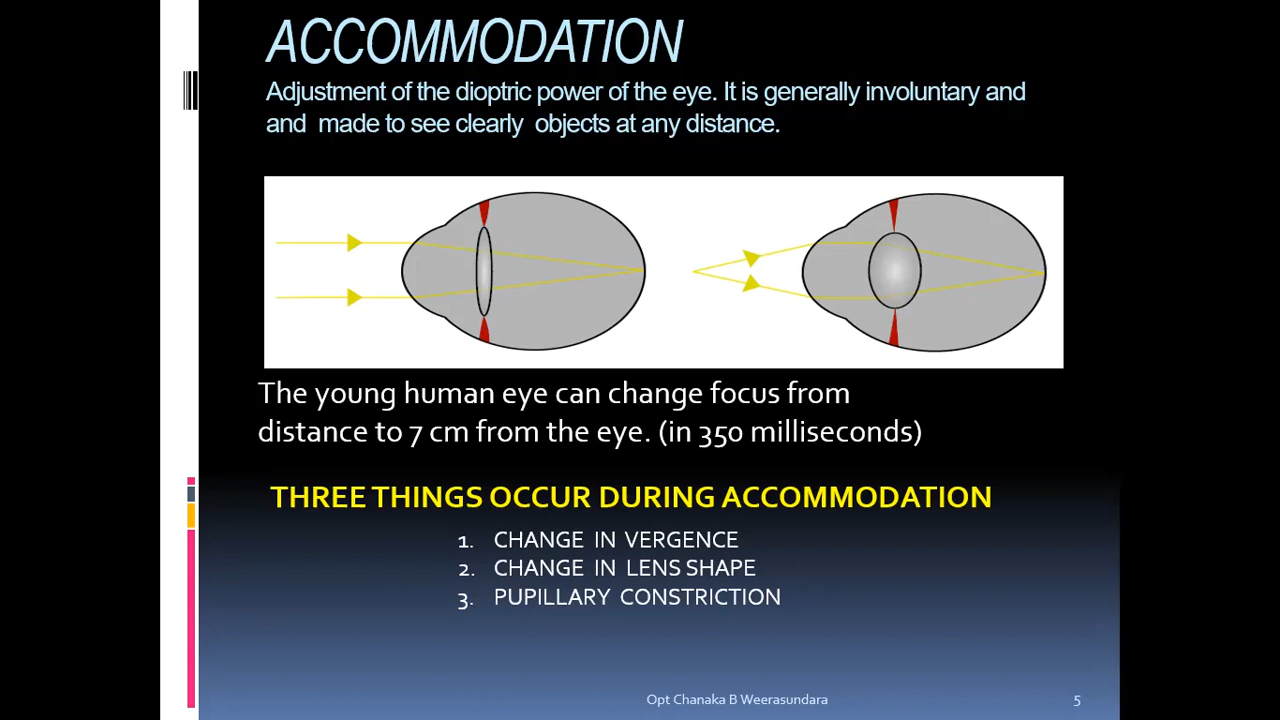 ACCOMMODATION
Adjustment of the dioptric power of the eye. It is generally involuntary and
and made to see clearly objects at any distance.
The young human eye can change focus from
distance to 7 cm from the eye. (in 350 milliseconds)
THREE THINGS OCCUR DURING ACCOMMODATION
1. CHANGE IN VERGENCE
2. CHANGE IN LENS SHAPE
3. PUPILLARY CONSTRICTION
Opt Chanaka B Weerasundara 5